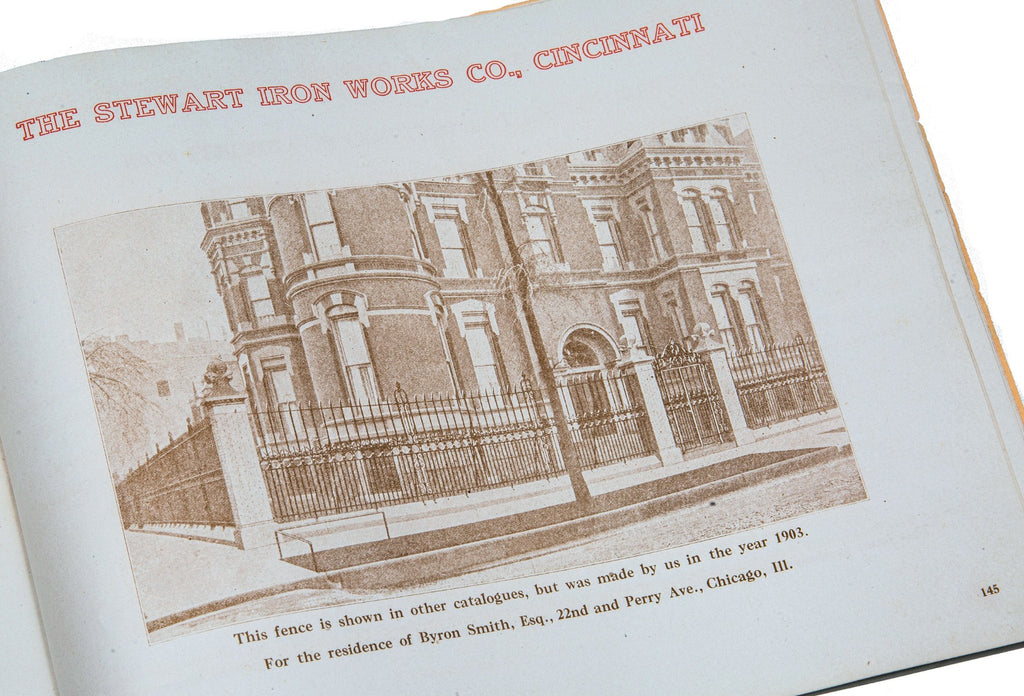 THE STEWART IRON WORKS CO., CINCINNATI
This fence is shown in other catalogues, but was made by us in the year 1903.
For the residence of Byron Smith, Esq., 22nd and Perry Ave., Chicago, Ill.
145